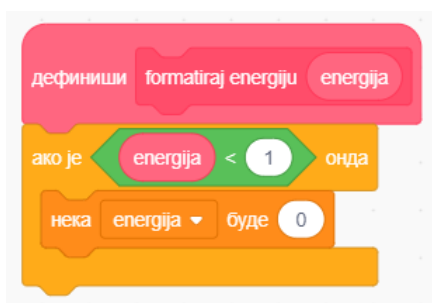 дефиниши formatiraj energiju energija
ако је energija < 1 онда
нека energija буде 0